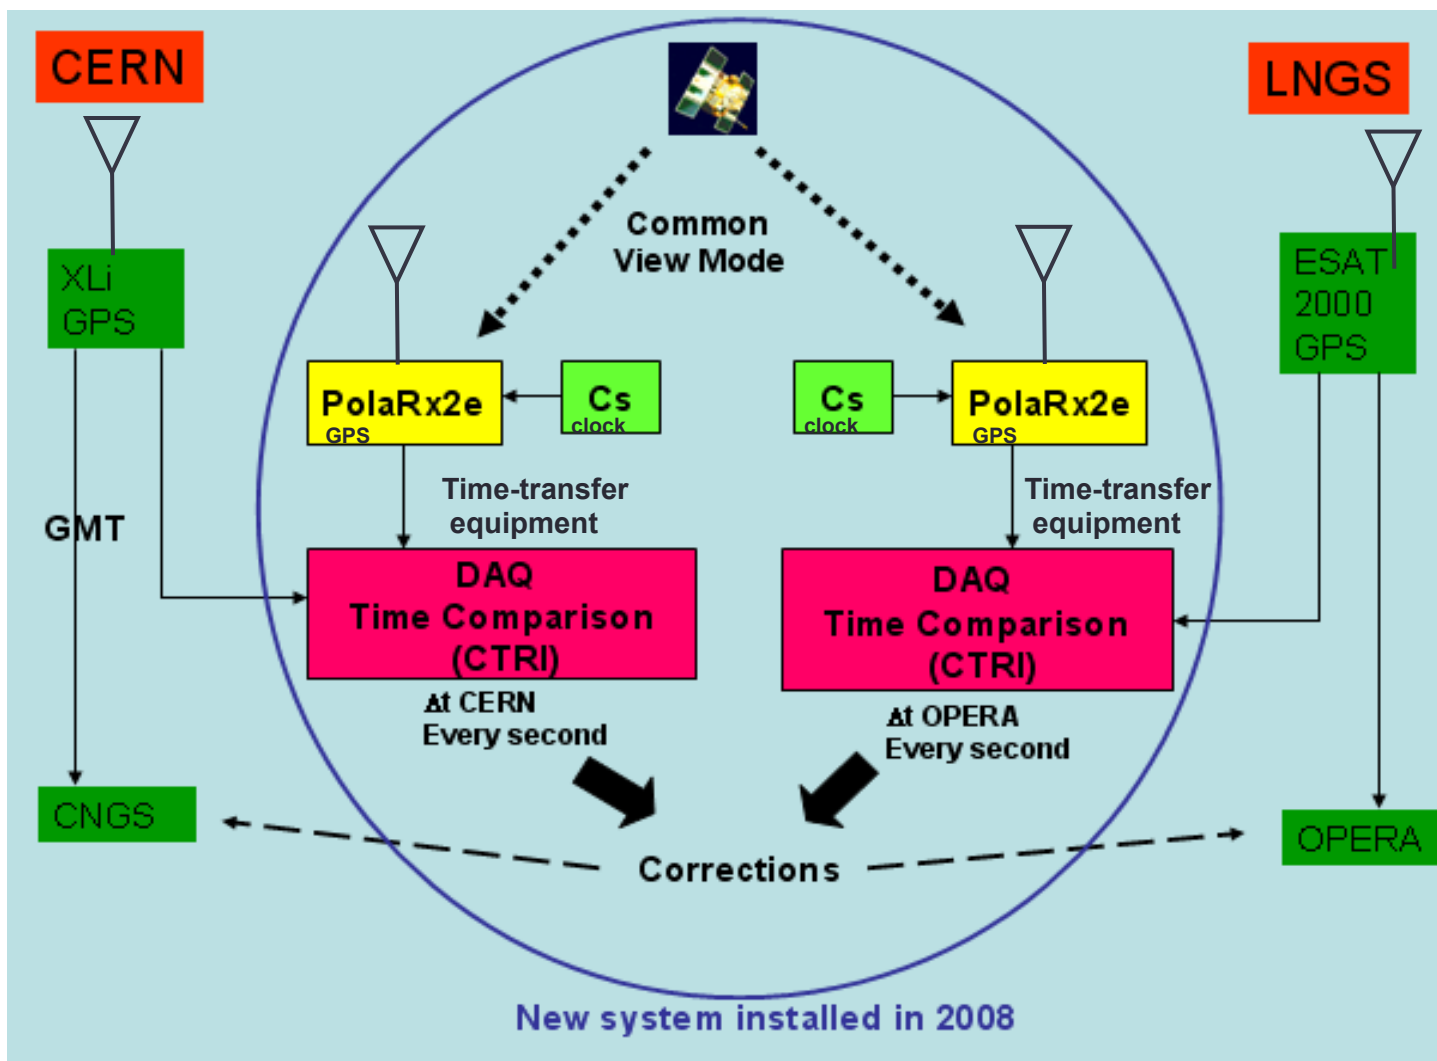 CERN
LNGS
Common
View Mode
XLi
GPS
ESAT
2000
GPS
PolaRx2e
GPS
Cs
clock
Cs
clock
PolaRx2e
GPS
Time-transfer
equipment
Time-transfer
equipment
GMT
DAQ
Time Comparison
(CTRI)
DAQ
Time Comparison
(CTRI)
Δt CERN
Every second
Δt OPERA
Every second
CNGS
OPERA
Corrections
New system installed in 2008